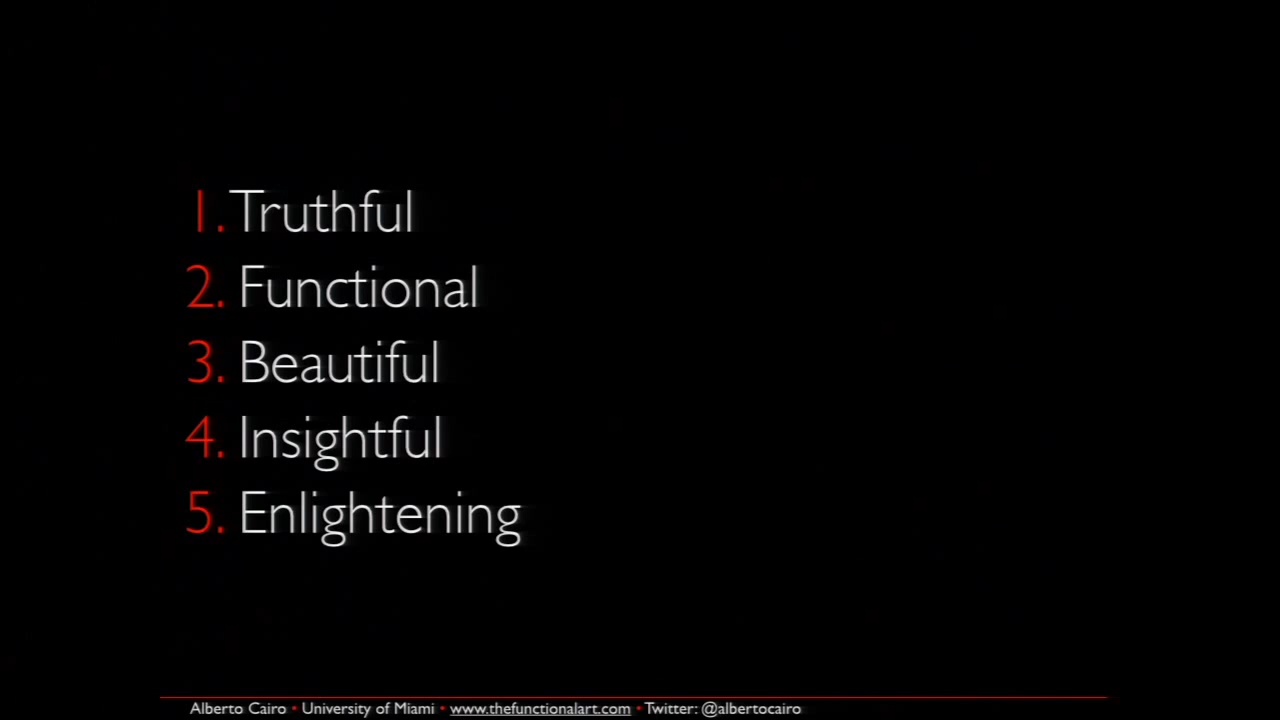 1. Truthful
2. Functional
3. Beautiful
4. Insightful
5. Enlightening
Alberto Cairo • University of Miami • www.thefunctionalart.com • Twitter: @albertocairo